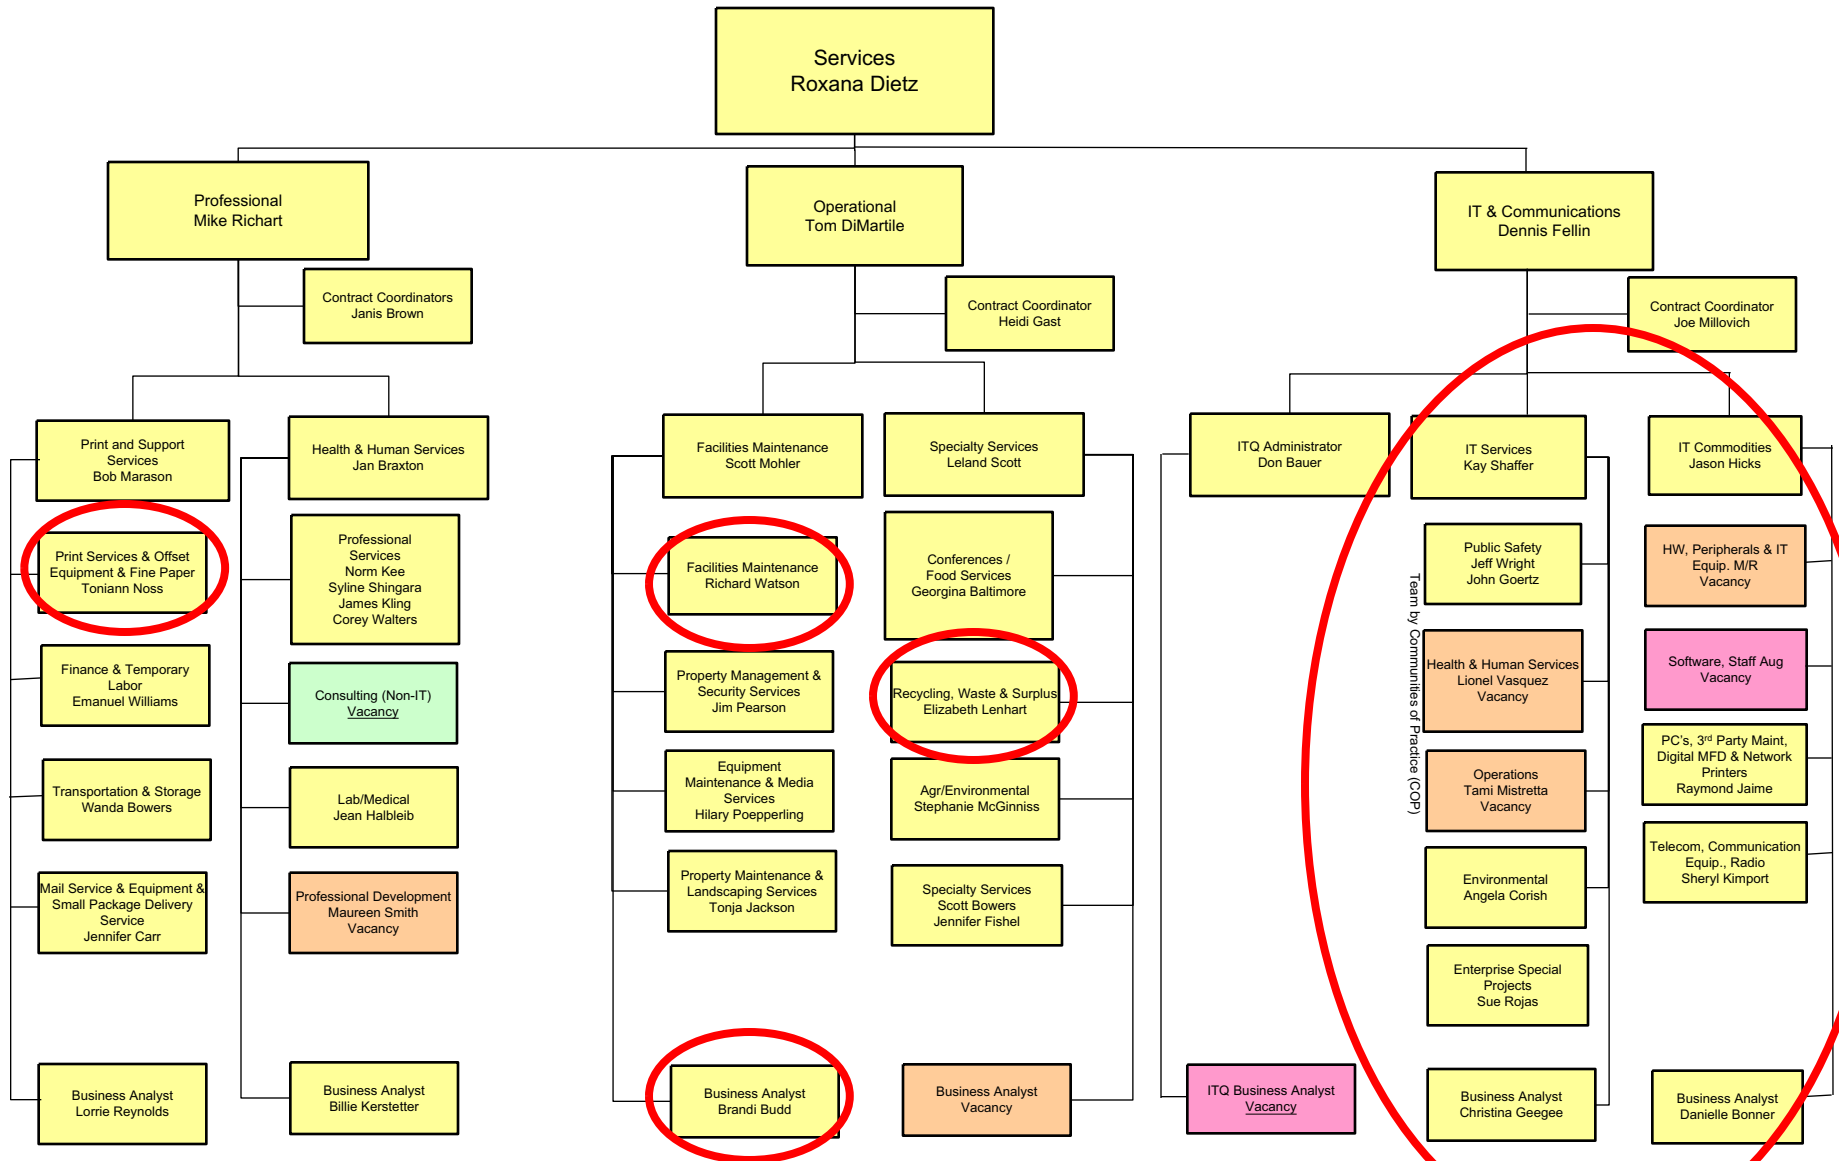 Services
Roxana Dietz
Professional
Mike Richart
Operational
Tom DiMartile
IT & Communications
Dennis Fellin
Contract Coordinators
Janis Brown
Contract Coordinator
Heidi Gast
Contract Coordinator
Joe Millovich
Print and Support
Services
Bob Marason
Print Services & Offset
Equipment & Fine Paper
Toniann Noss
Finance & Temporary
Labor
Emanuel Williams
Transportation & Storage
Wanda Bowers
Mail Service & Equipment &
Small Package Delivery
Service
Jennifer Carr
Business Analyst
Lorrie Reynolds
Health & Human Services
Jan Braxton
Professional
Services
Norm Kee
Syline Shingara
James Kling
Corey Walters
Consulting (Non-IT)
Vacancy
Lab/Medical
Jean Halbleib
Professional Development
Maureen Smith
Vacancy
Business Analyst
Billie Kerstetter
Facilities Maintenance
Scott Mohler
Facilities Maintenance
Richard Watson
Property Management &
Security Services
Jim Pearson
Equipment
Maintenance & Media
Services
Hilary Poepperling
Property Maintenance &
Landscaping Services
Tonja Jackson
Business Analyst
Brandi Budd
Specialty Services
Leland Scott
Conferences /
Food Services
Georgina Baltimore
Recycling, Waste & Surplus
Elizabeth Lenhart
Agr/Environmental
Stephanie McGinniss
Specialty Services
Scott Bowers
Jennifer Fishel
Business Analyst
Vacancy
ITQ Administrator
Don Bauer
ITQ Business Analyst
Vacancy
Team by Communities of Practice (COP)
IT Services
Kay Shaffer
Public Safety
Jeff Wright
John Goertz
Health & Human Services
Lionel Vasquez
Vacancy
Operations
Tami Mistretta
Vacancy
Environmental
Angela Corish
Enterprise Special
Projects
Sue Rojas
Business Analyst
Christina Geegee
IT Commodities
Jason Hicks
HW, Peripherals & IT
Equip. M/R
Vacancy
Software, Staff Aug
Vacancy
PC's, 3rd Party Maint,
Digital MFD & Network
Printers
Raymond Jaime
Telecom, Communication
Equip., Radio
Sheryl Kimport
Business Analyst
Danielle Bonner